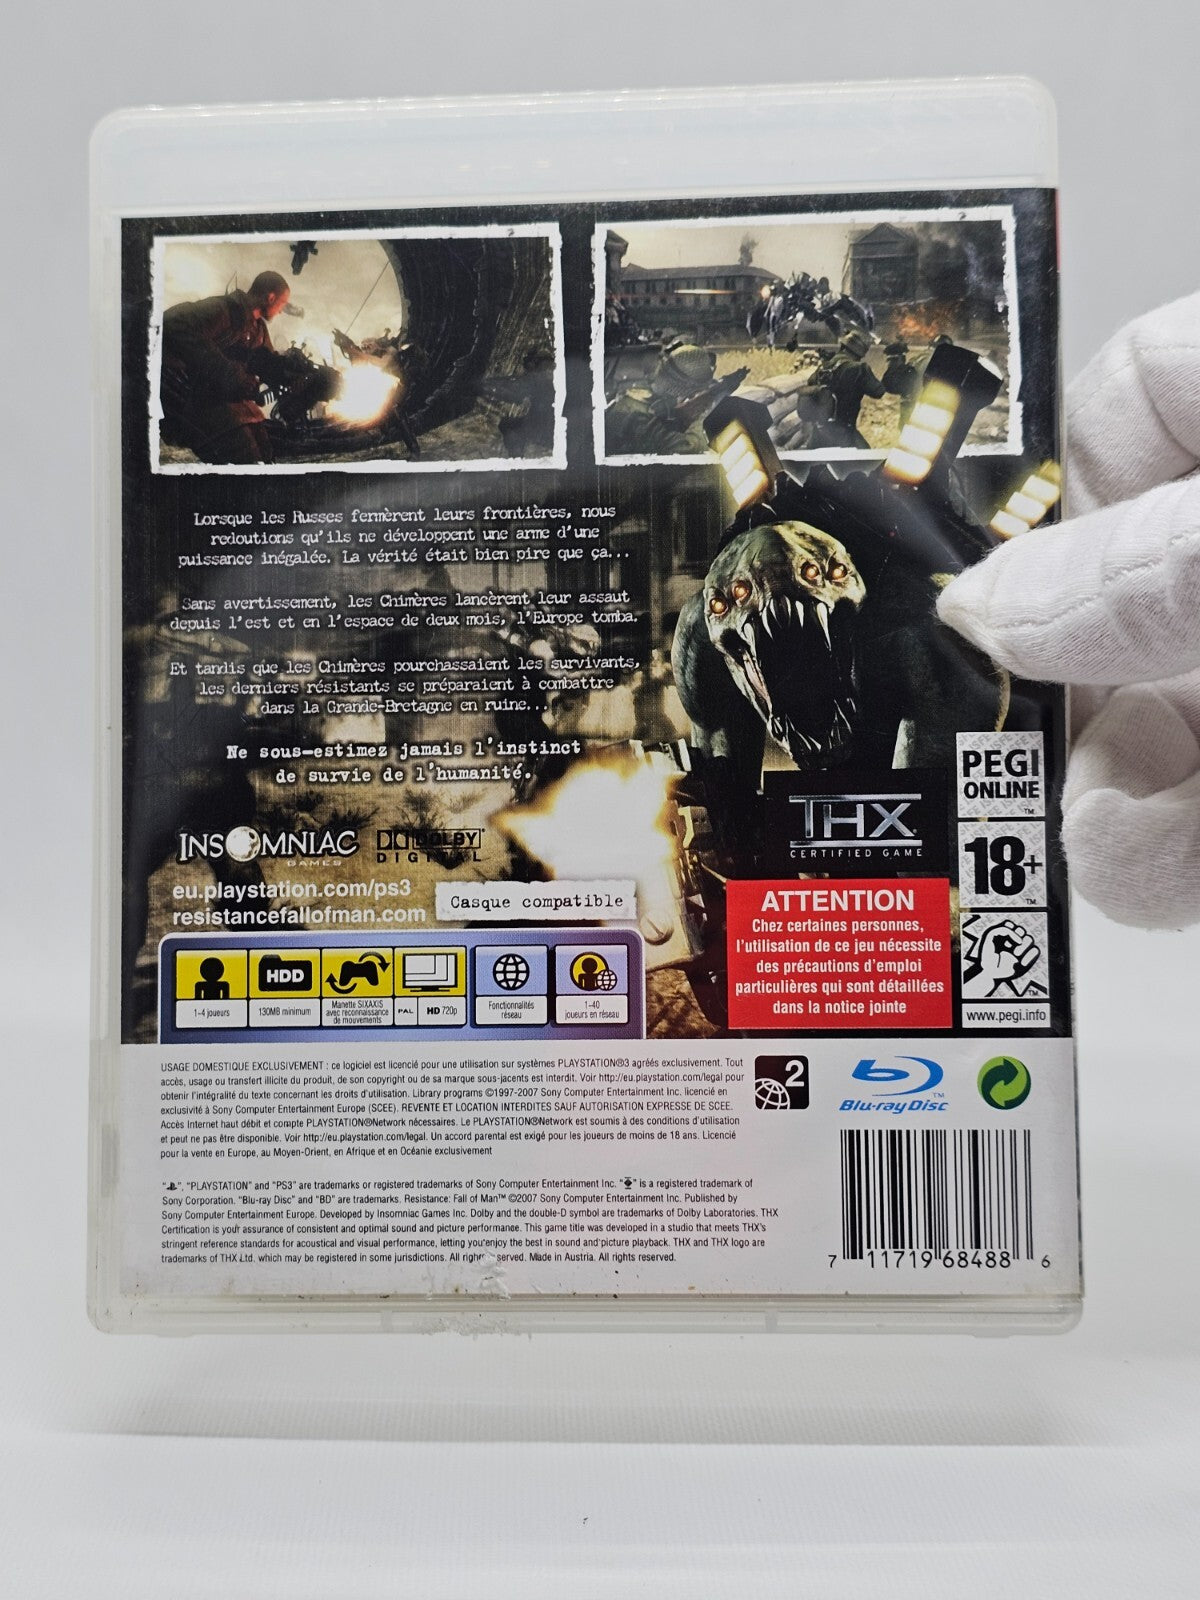 Lorsque les Russes fermèrent leurs frontières, nous
redoutions qu'ils ne développent une arme d'une
puissance inégalée. La vérité était bien pire que ça...
Sans avertissement, les Chimères lancèrent leur assaut
depuis l'est et en l'espace de deux mois, l'Europe tomba.
Et tandis que les Chimères pourchassaient les survivants,
les derniers résistants se préparaient à combattre
dans la Grande-Bretagne en ruine...
Ne sous-estimez jamais l'instinct
de survie de l'humanité.
INSOMNIAC
GAMES
DOLBY
DIGITAL
eu.playstation.com/ps3
resistancefallofman.com
Casque compatible
THX
CERTIFIED GAME
PEGI
ONLINE
TM
18+
TM
TM
www.pegi.info
ATTENTION
Chez certaines personnes,
l'utilisation de ce jeu nécessite
des précautions d'emploi
particulières qui sont détaillées
dans la notice jointe
HDD
1-4 joueurs
130MB minimum
Manette SIXAXIS
avec reconnaissance
de mouvements
PAL
HD 720p
Fonctionnalités
réseau
1-40
joueurs en réseau
USAGE DOMESTIQUE EXCLUSIVEMENT : ce logiciel est licencié pour une utilisation sur systèmes PLAYSTATION®3 agréés exclusivement. Tout
accès, usage ou transfert illicite du produit, de son copyright ou de sa marque sous-jacents est interdit. Voir http://eu.playstation.com/legal pour
obtenir l'intégralité du texte concernant les droits d'utilisation. Library programs ©1997-2007 Sony Computer Entertainment Inc. licencié en
exclusivité à Sony Computer Entertainment Europe (SCEE). REVENTE ET LOCATION INTERDITES SAUF AUTORISATION EXPRESSE DE SCEE.
Accès Internet haut débit et compte PLAYSTATION®Network nécessaires. Le PLAYSTATION®Network est soumis à des conditions d'utilisation
et peut ne pas être disponible. Voir http://eu.playstation.com/legal. Un accord parental est exigé pour les joueurs de moins de 18 ans. Licencié
pour la vente en Europe, au Moyen-Orient, en Afrique et en Océanie exclusivement
2
Blu-ray Disc
TM
" ", "PLAYSTATION" and "PS3" are trademarks or registered trademarks of Sony Computer Entertainment Inc. " " is a registered trademark of
Sony Corporation. "Blu-ray Disc" and "BD" are trademarks. Resistance: Fall of Man™ ©2007 Sony Computer Entertainment Inc. Published by
Sony Computer Entertainment Europe. Developed by Insomniac Games Inc. Dolby and the double-D symbol are trademarks of Dolby Laboratories. THX
Certification is your assurance of consistent and optimal sound and picture performance. This game title was developed in a studio that meets THX's
stringent reference standards for acoustical and visual performance, letting you enjoy the best in sound and picture playback. THX and THX logo are
trademarks of THX Ltd. which may be registered in some jurisdictions. All rights reserved. Made in Austria. All rights reserved.
7 11719 68488 6